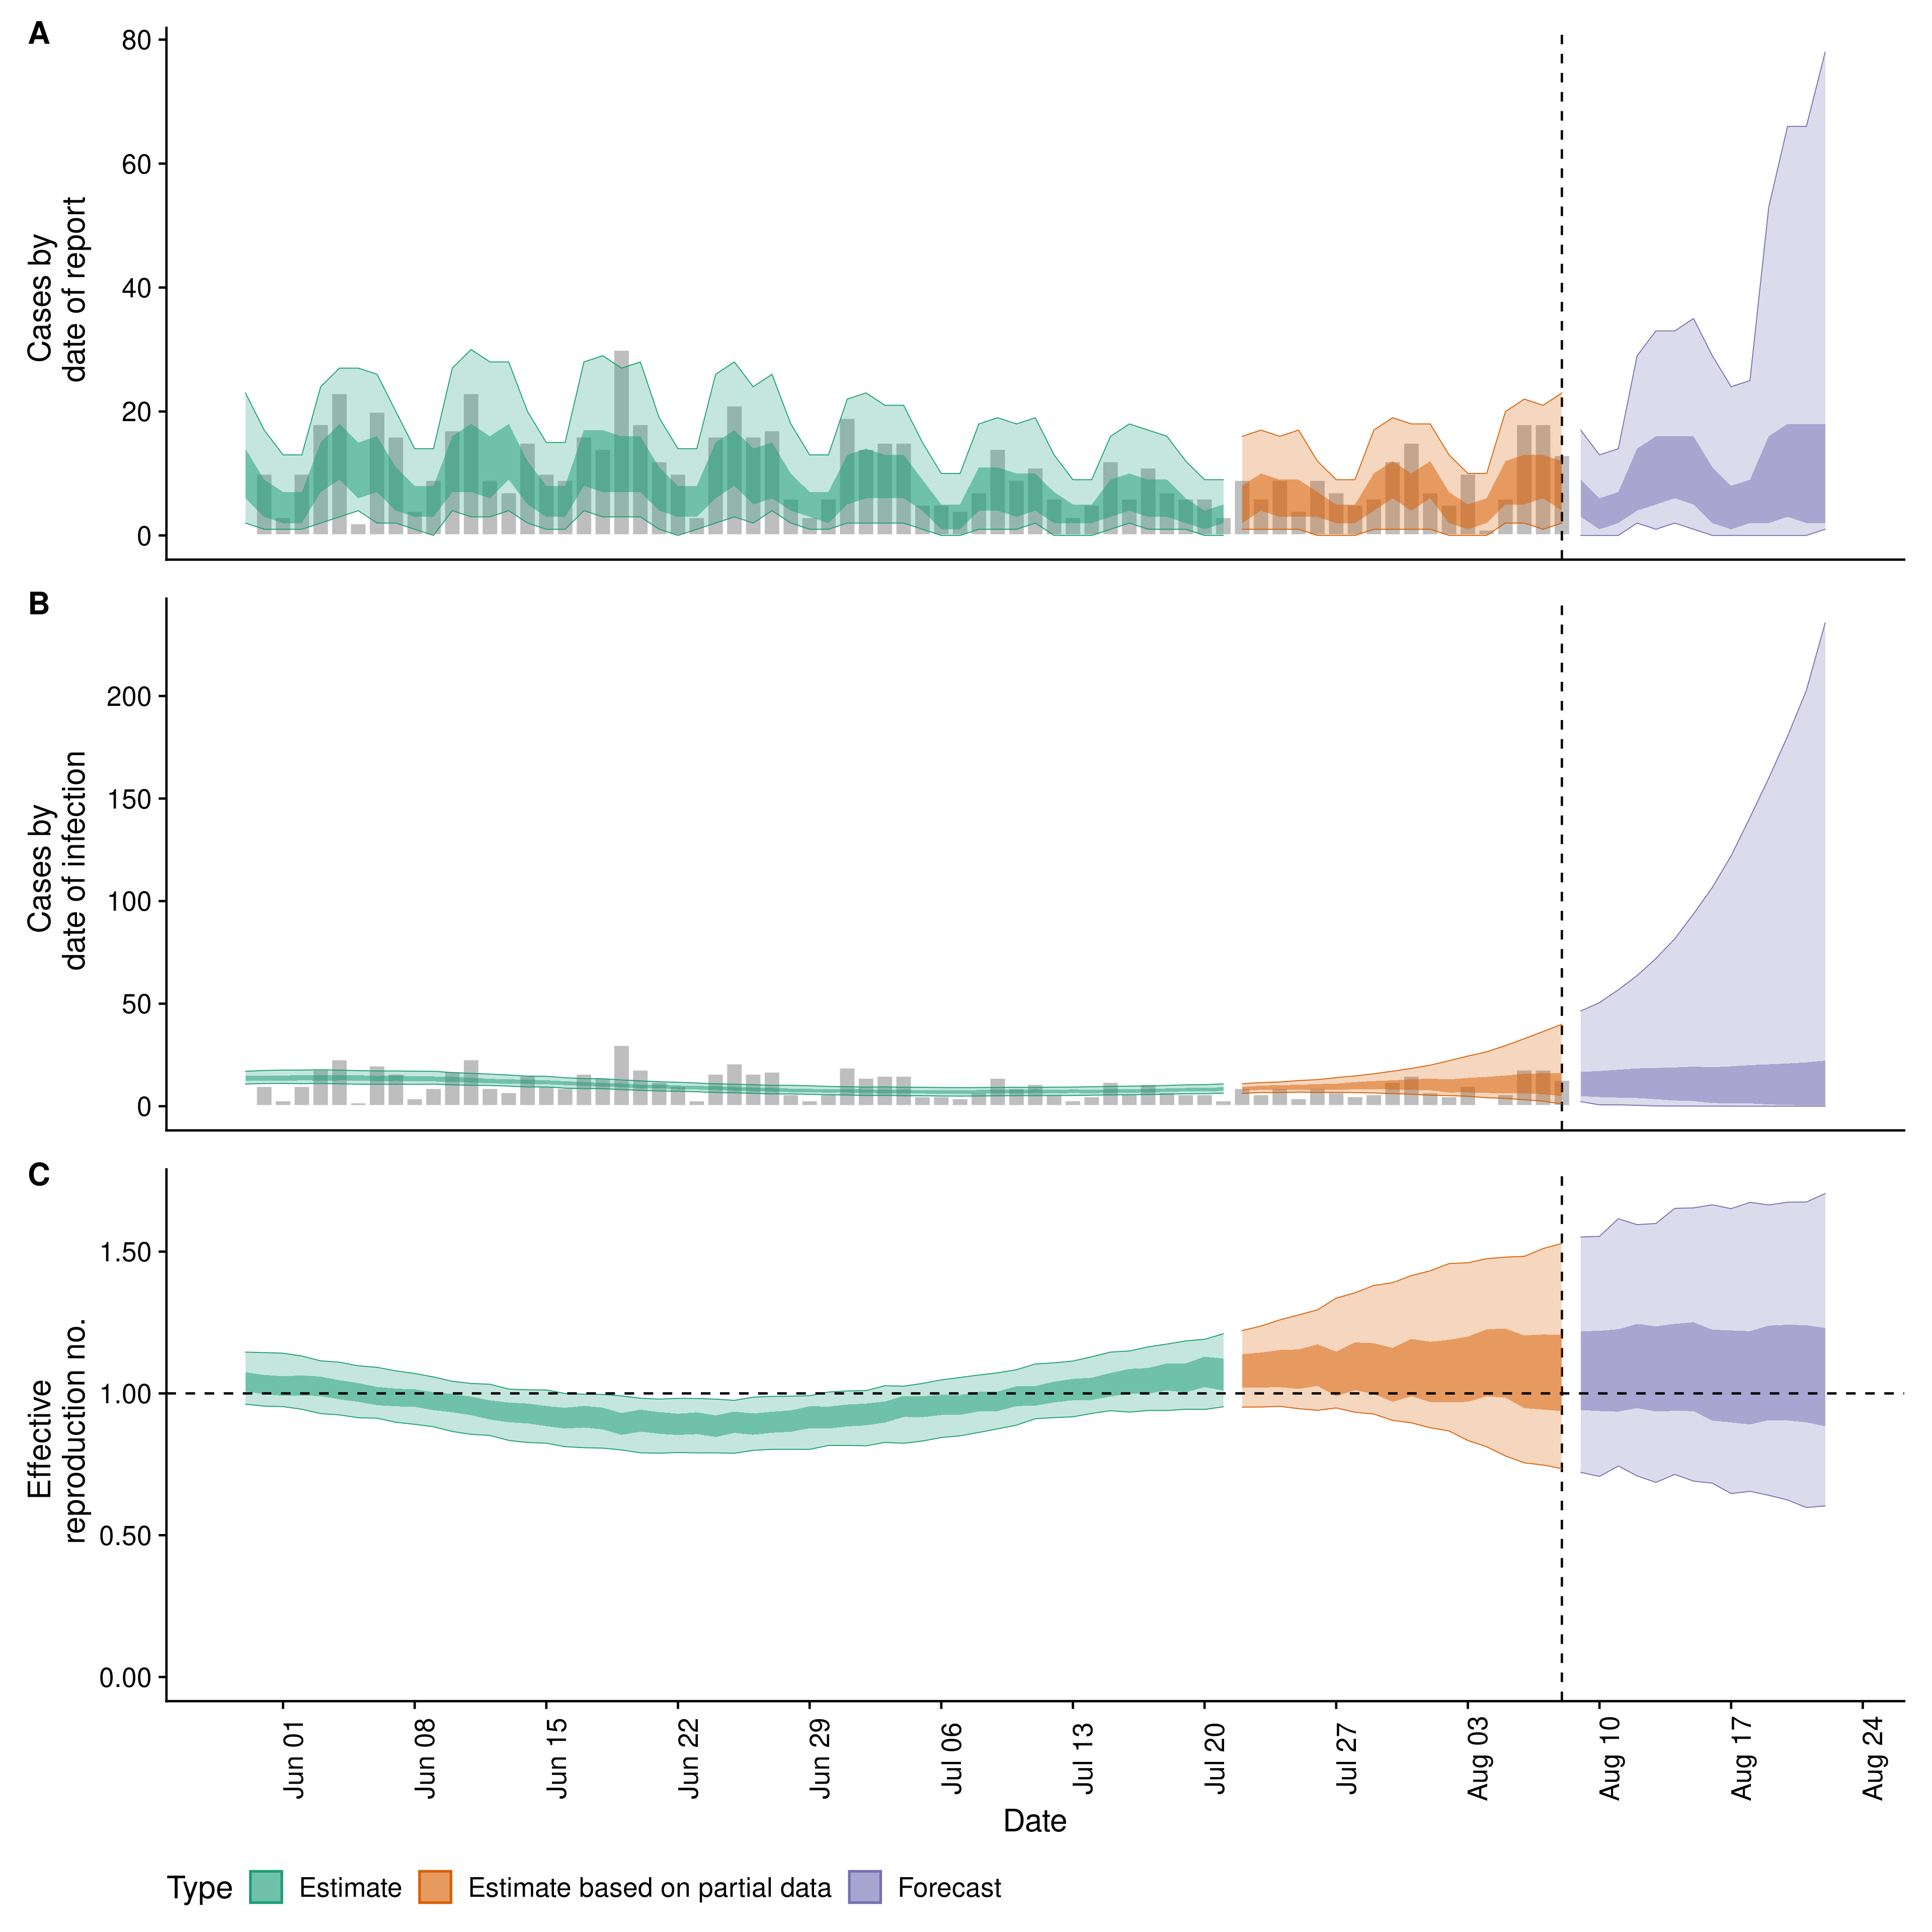 A
80
60
40
20
0
Cases by
date of report
B
200
150
100
50
0
Cases by
date of infection
C
1.50
1.00
0.50
0.00
Effective
reproduction no.
Jun 01
Jun 08
Jun 15
Jun 22
Jun 29
Jul 06
Jul 13
Jul 20
Jul 27
Aug 03
Aug 10
Aug 17
Aug 24
Date
Type Estimate Estimate based on partial data Forecast